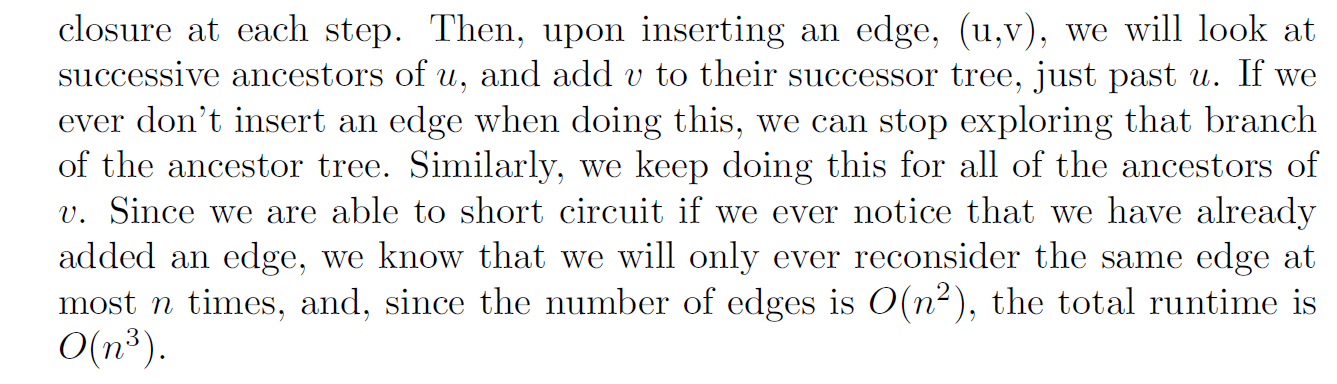 closure at each step. Then, upon inserting an edge, (u,v), we will look at
successive ancestors of u, and add v to their successor tree, just past u. If we
ever don't insert an edge when doing this, we can stop exploring that branch
of the ancestor tree. Similarly, we keep doing this for all of the ancestors of
v. Since we are able to short circuit if we ever notice that we have already
added an edge, we know that we will only ever reconsider the same edge at
most n times, and, since the number of edges is O(n²), the total runtime is
O(n³).